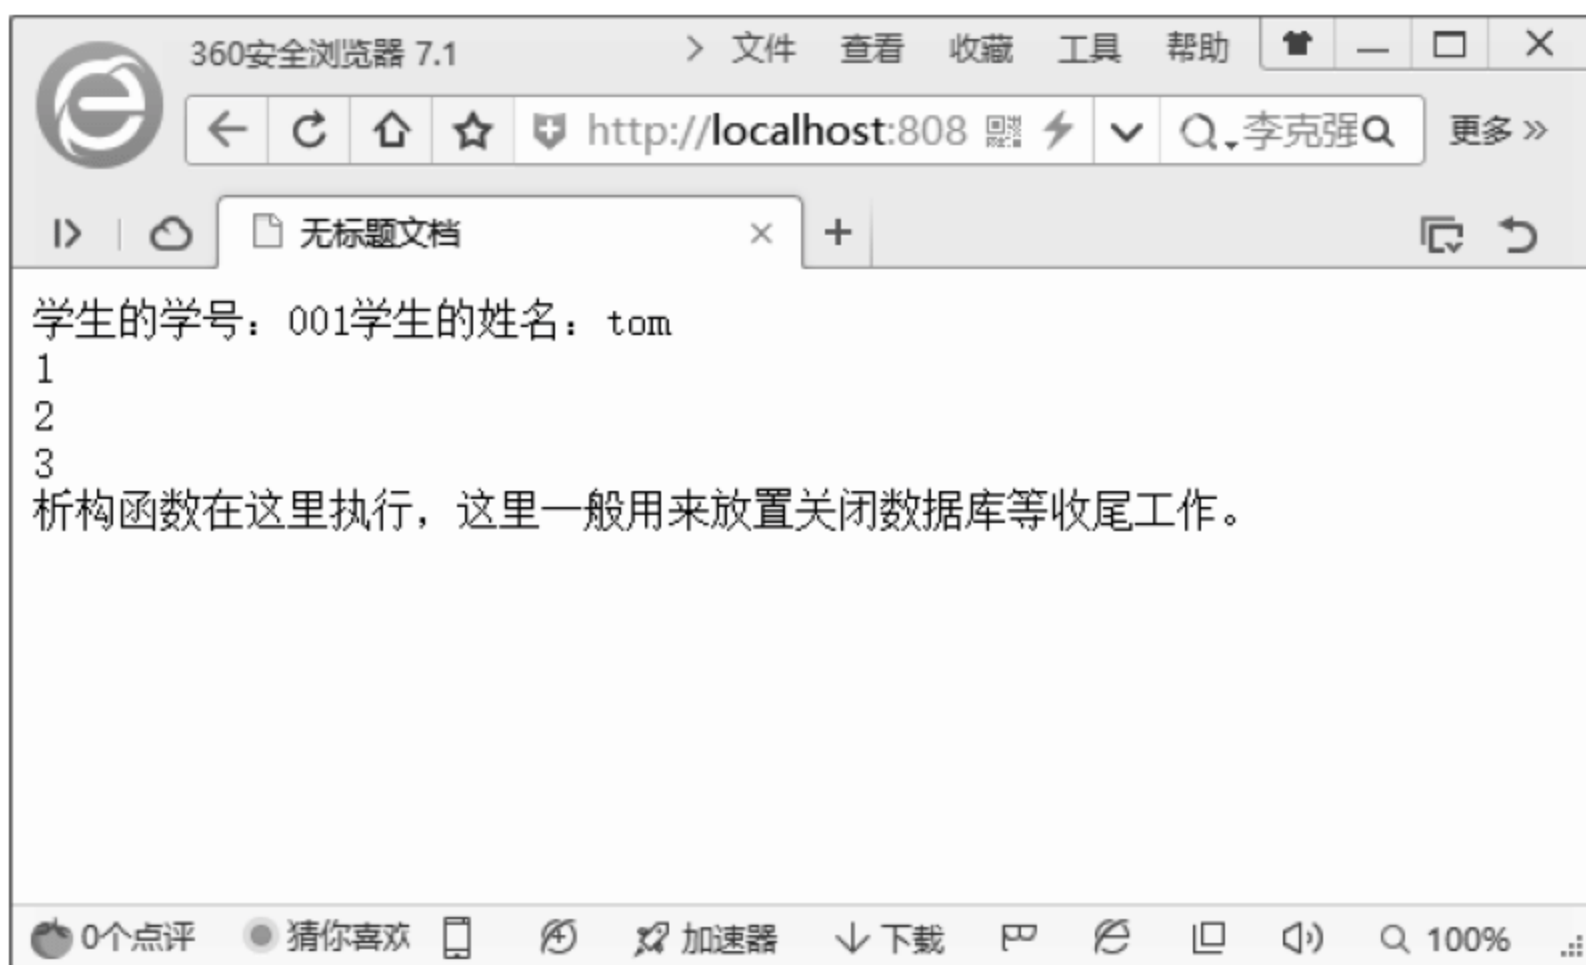 360安全浏览器 7.1 > 文件 查看 收藏 工具 帮助
http://localhost:808 李克强 更多 »
无标题文档
学生的学号：001学生的姓名：tom
1
2
3
析构函数在这里执行，这里一般用来放置关闭数据库等收尾工作。
0个点评 猜你喜欢 加速器 下载 100%